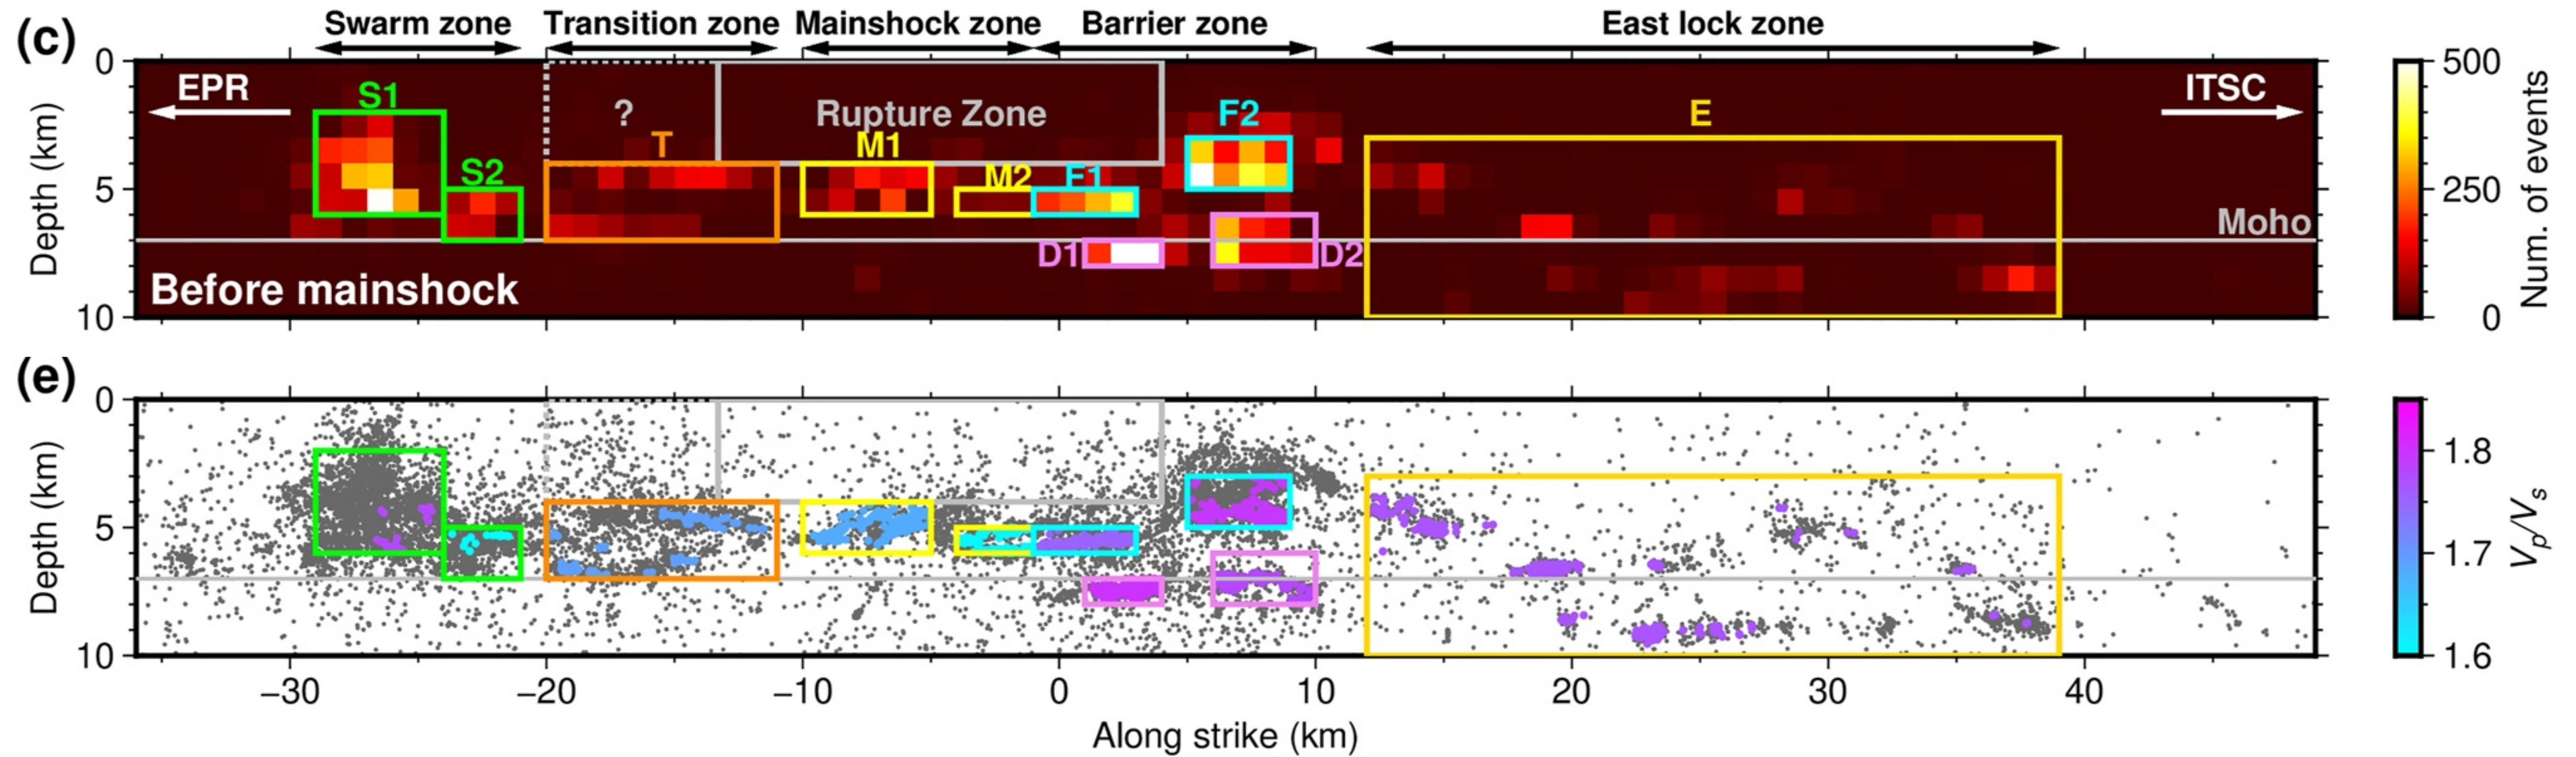 (c)
Swarm zone Transition zone Mainshock zone Barrier zone East lock zone
0
5
10
Depth (km)
EPR
S1
S2
?
T
Rupture Zone
M1
M2
F1
F2
D1
D2
E
ITSC
Moho
Before mainshock
500
250
0
Num. of events
(e)
0
5
10
Depth (km)
−30 −20 −10 0 10 20 30 40
Along strike (km)
1.8
1.7
1.6
Vp/Vs